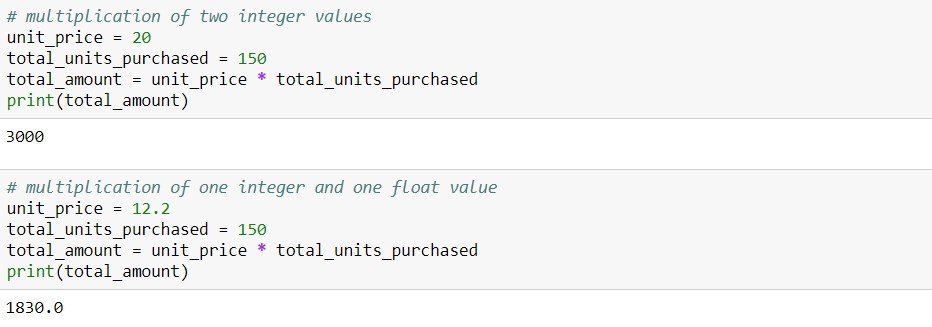 # multiplication of two integer values
unit_price = 20
total_units_purchased = 150
total_amount = unit_price * total_units_purchased
print(total_amount)
3000
# multiplication of one integer and one float value
unit_price = 12.2
total_units_purchased = 150
total_amount = unit_price * total_units_purchased
print(total_amount)
1830.0